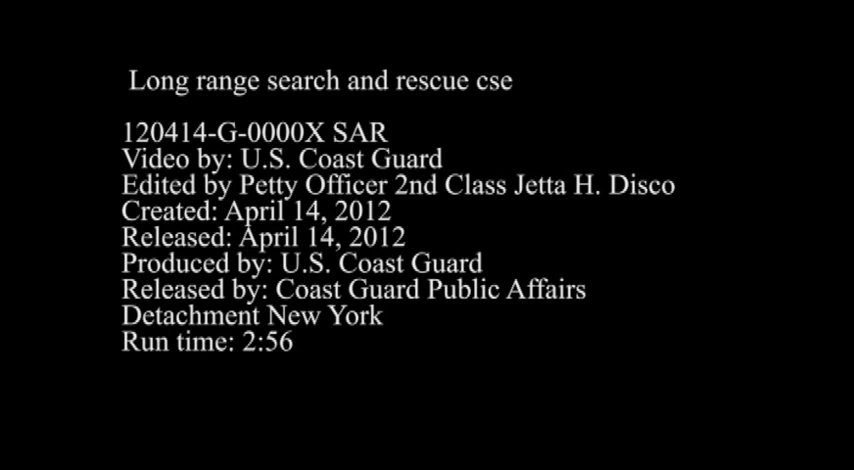 Long range search and rescue cse
120414-G-0000X SAR
Video by: U.S. Coast Guard
Edited by Petty Officer 2nd Class Jetta H. Disco
Created: April 14, 2012
Released: April 14, 2012
Produced by: U.S. Coast Guard
Released by: Coast Guard Public Affairs
Detachment New York
Run time: 2:56